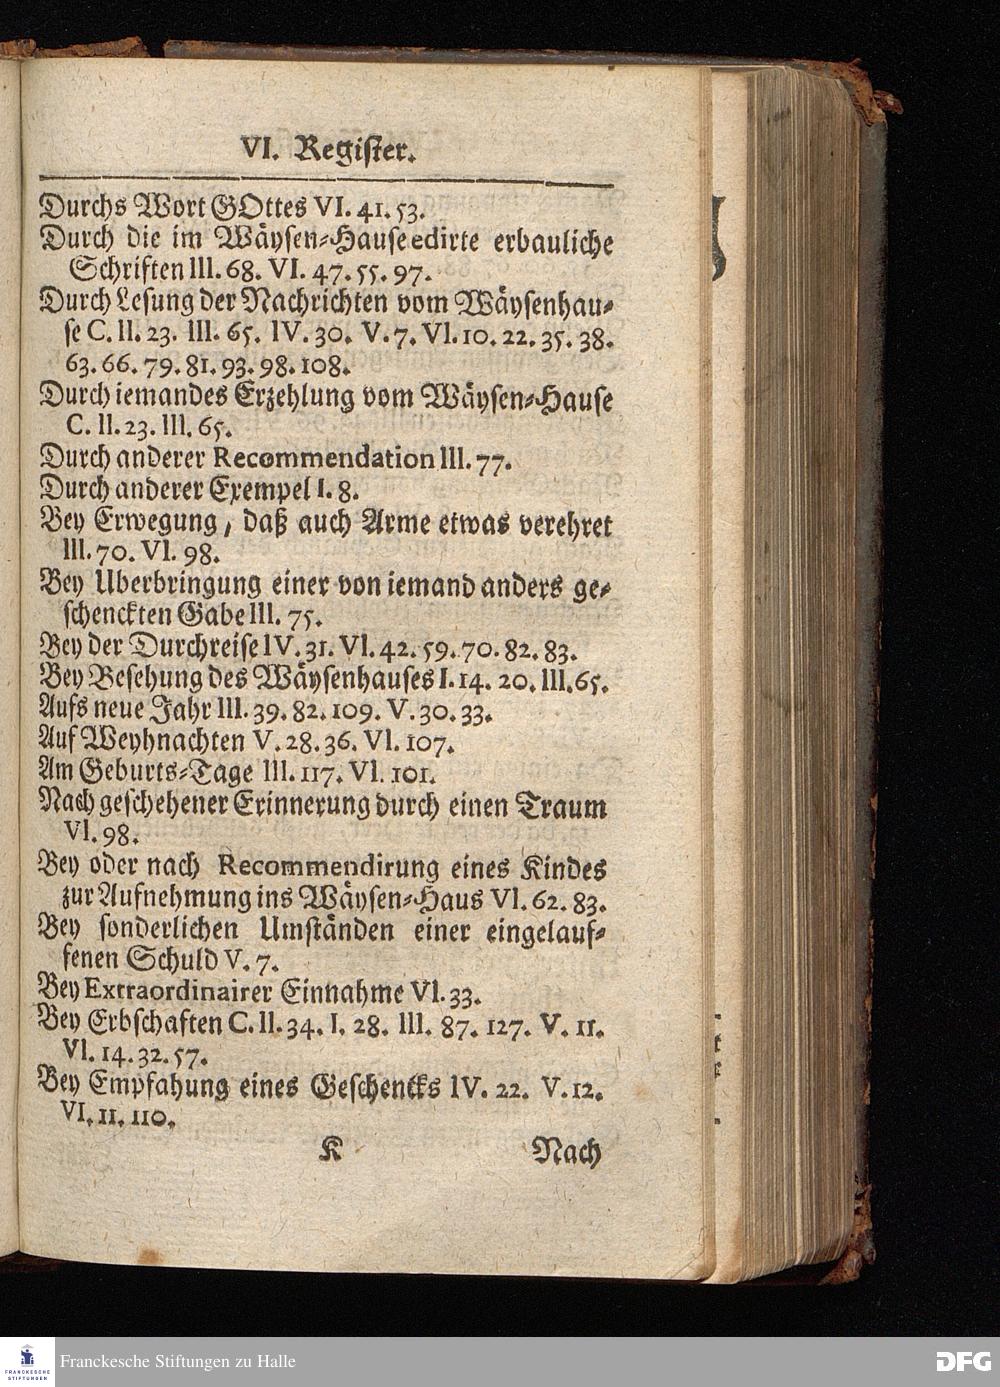 VI. Register.
Durchs Wort GOttes VI. 41. 53.
Durch die im Wäysen-Hause edirte erbauliche
Schriften III. 68. VI. 47. 55. 97.
Durch Lesung der Nachrichten vom Wäysenhau-
se C. II. 23. III. 65. IV. 30. V. 7. VI. 10. 22. 35. 38.
63. 66. 79. 81. 93. 98. 108.
Durch iemandes Erzehlung vom Wäysen-Hause
C. II. 23. III. 65.
Durch anderer Recommendation III. 77.
Durch anderer Exempel I. 8.
Bey Erwegung, daß auch Arme etwas verehret
III. 70. VI. 98.
Bey Uberbringung einer von iemand anders ge-
schenckten Gabe III. 75.
Bey der Durchreise IV. 31. VI. 42. 59. 70. 82. 83.
Bey Besehung des Wäysenhauses I. 14. 20. III. 65.
Aufs neue Jahr III. 39. 82. 109. V. 30. 33.
Auf Weyhnachten V. 28. 36. VI. 107.
Am Geburts-Tage III. 117. VI. 101.
Nach geschehener Erinnerung durch einen Traum
VI. 98.
Bey oder nach Recommendirung eines Kindes
zur Aufnehmung ins Wäysen-Haus VI. 62. 83.
Bey sonderlichen Umständen einer eingelauf-
fenen Schuld V. 7.
Bey Extraordinairer Einnahme VI. 33.
Bey Erbschaften C. II. 34. I. 28. III. 87. 127. V. 11.
VI. 14. 32. 57.
Bey Empfahung eines Geschencks IV. 22. V. 12.
VI. 11. 110.
K Nach
FRANCKESCHE
STIFTUNGEN
Franckesche Stiftungen zu Halle
DFG